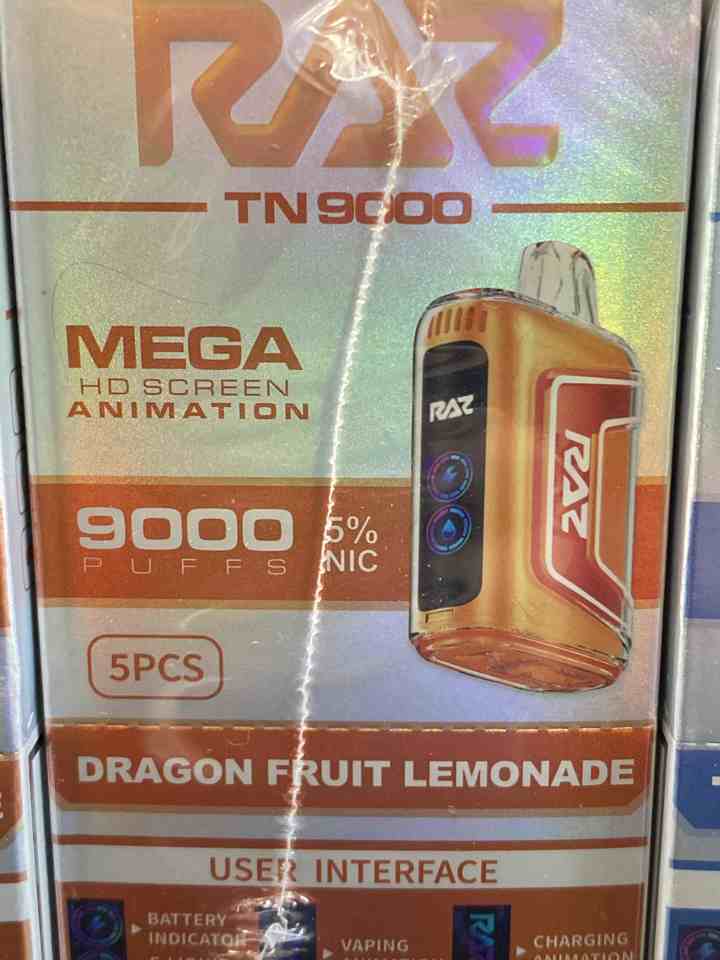 RAZ
TN 9000
MEGA
HD SCREEN
ANIMATION
RAZ
RAZ
9000
PUFFS
5%
NIC
5PCS
DRAGON FRUIT LEMONADE
USER INTERFACE
BATTERY
INDICATOR
VAPING
CHARGING
ANIMATION